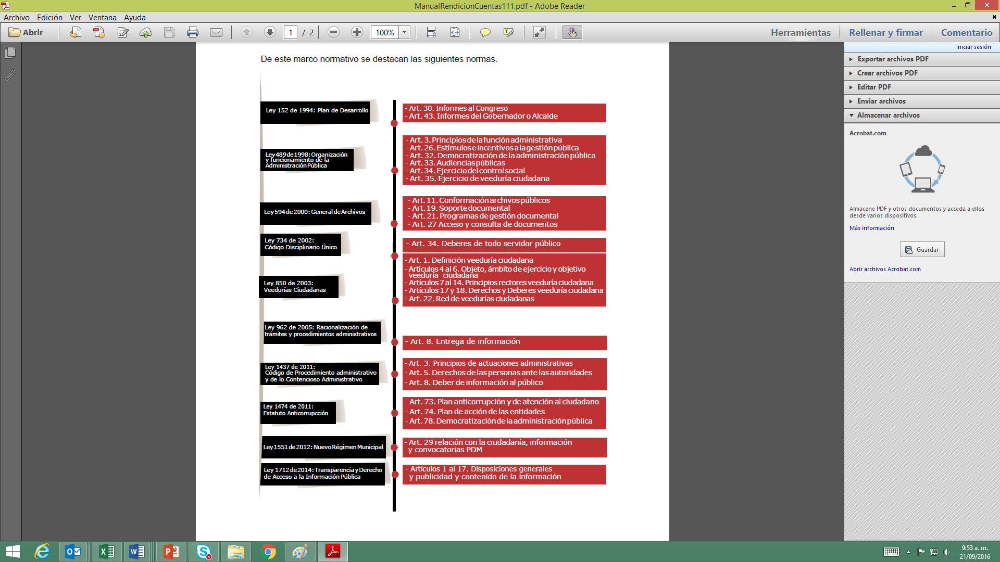 ManualRendicionCuentas111.pdf - Adobe Reader
Archivo Edición Ver Ventana Ayuda
Abrir
1 / 2
100%
Herramientas
Rellenar y firmar
Comentario
Iniciar sesión
Exportar archivos PDF
Crear archivos PDF
Editar PDF
Enviar archivos
Almacenar archivos
Acrobat.com
Almacene PDF y otros documentos y acceda a ellos
desde varios dispositivos.
Más información
Guardar
Abrir archivos Acrobat.com
De este marco normativo se destacan las siguientes normas.
Ley 152 de 1994: Plan de Desarrollo
- Art. 30. Informes al Congreso
- Art. 43. Informes del Gobernador o Alcalde
Ley 489 de 1998: Organización
y funcionamiento de la
Administración Pública
- Art. 3. Principios de la función administrativa
- Art. 26. Estímulos e incentivos a la gestión pública
- Art. 32. Democratización de la administración pública
- Art. 33. Audiencias públicas
- Art. 34. Ejercicio del control social
- Art. 35. Ejercicio de veeduría ciudadana
Ley 594 de 2000: General de Archivos
- Art. 11. Conformación archivos públicos
- Art. 19. Soporte documental
- Art. 21. Programas de gestión documental
- Art. 27 Acceso y consulta de documentos
Ley 734 de 2002:
Código Disciplinario Único
- Art. 34. Deberes de todo servidor público
Ley 850 de 2003:
Veedurías Ciudadanas
- Art. 1. Definición veeduría ciudadana
- Artículos 4 al 6. Objeto, ámbito de ejercicio y objetivo
veeduría ciudadana
- Artículos 7 al 14. Principios rectores veeduría ciudadana
- Artículos 17 y 18. Derechos y Deberes veeduría ciudadana
- Art. 22. Red de veedurías ciudadanas
Ley 962 de 2005: Racionalización de
trámites y procedimientos administrativos
- Art. 8. Entrega de información
Ley 1437 de 2011:
Código de Procedimiento administrativo
y de lo Contencioso Administrativo
- Art. 3. Principios de actuaciones administrativas
- Art. 5. Derechos de las personas ante las autoridades
- Art. 8. Deber de información al público
Ley 1474 de 2011:
Estatuto Anticorrupcción
- Art. 73. Plan anticorrupción y de atención al ciudadano
- Art. 74. Plan de acción de las entidades
- Art. 78. Democratización de la administración pública
Ley 1551 de 2012: Nuevo Régimen Municipal
- Art. 29 relación con la ciudadanía, información
y convocatorias PDM
Ley 1712 de 2014: Transparencia y Derecho
de Acceso a la Información Pública
- Artículos 1 al 17. Disposiciones generales
y publicidad y contenido de la información
9:53 a. m.
21/09/2016